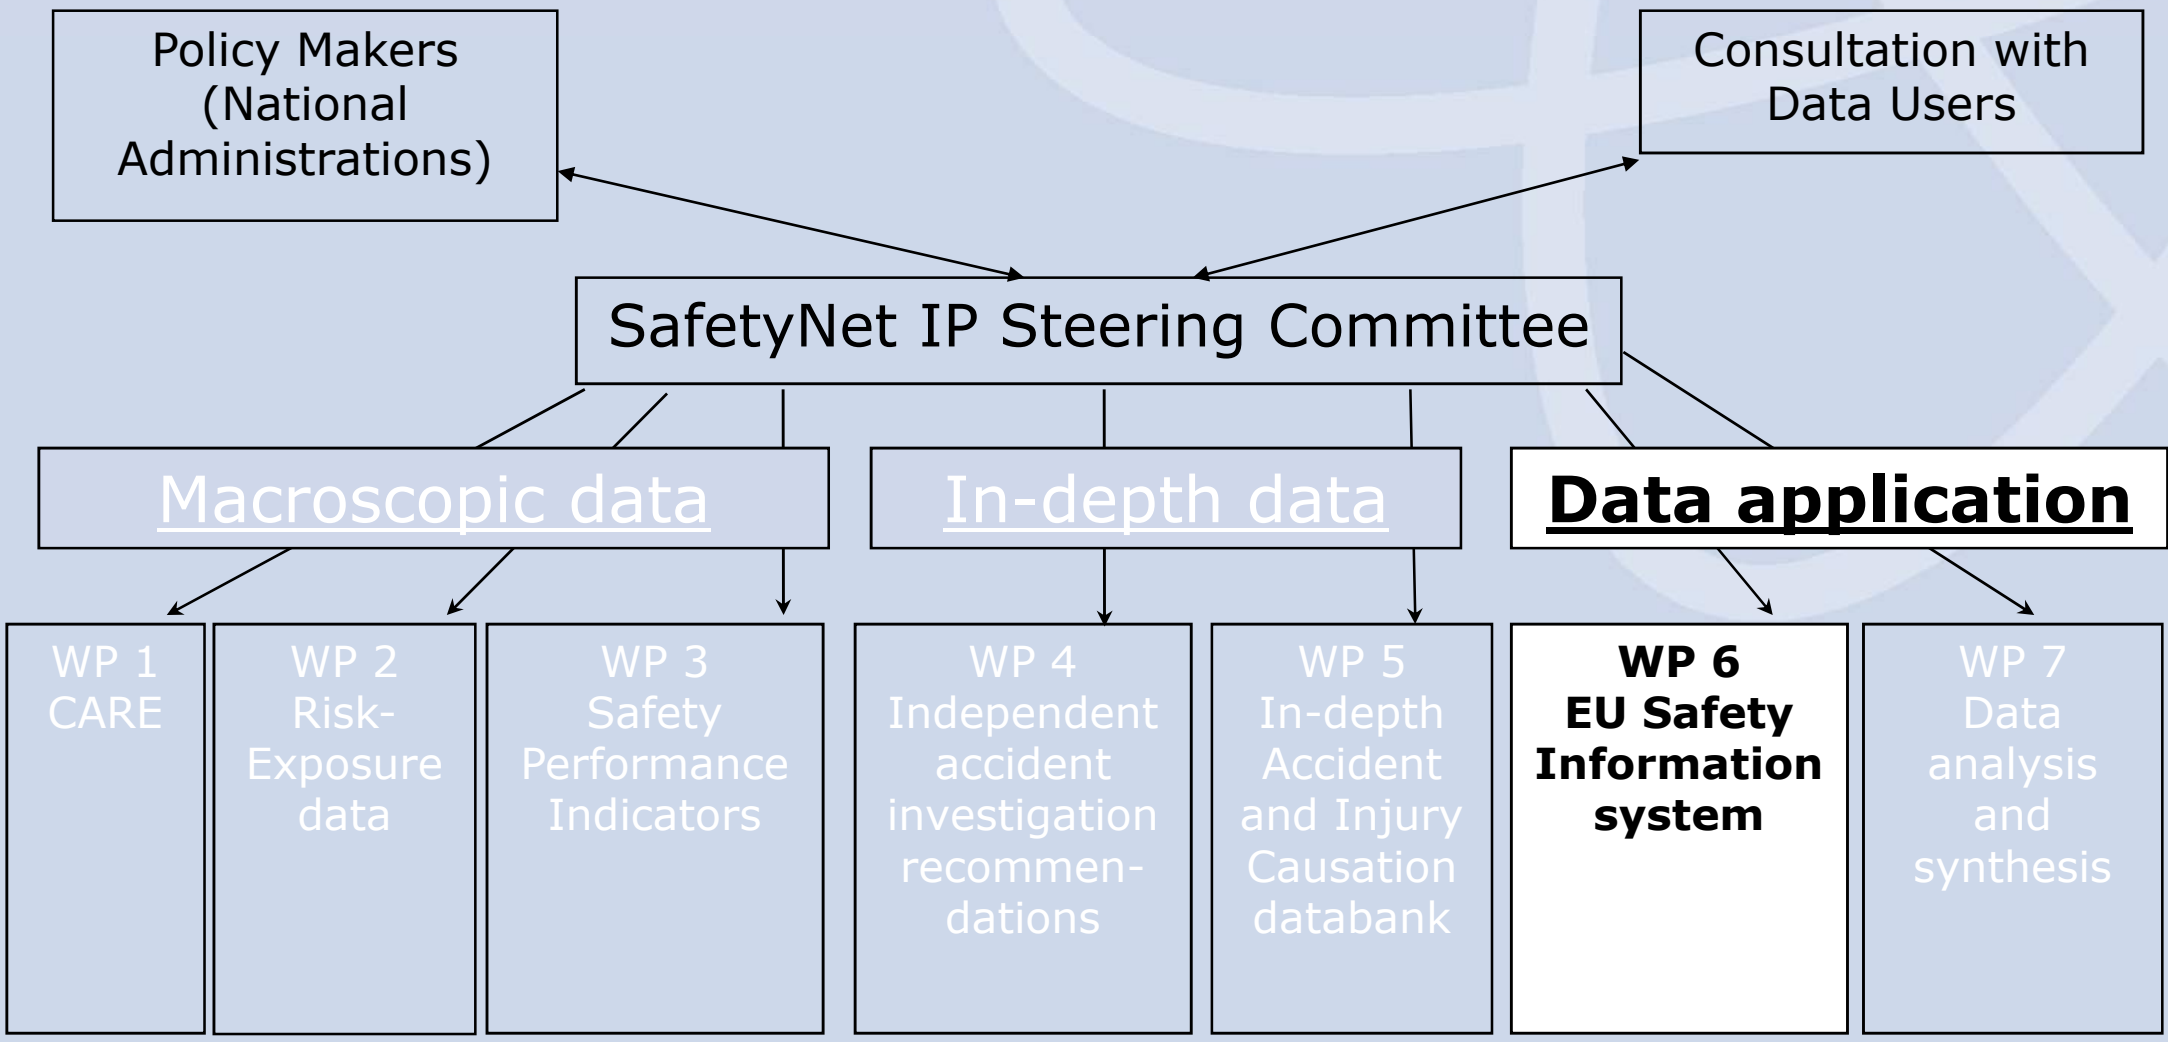 Policy Makers
(National
Administrations)
Consultation with
Data Users
SafetyNet IP Steering Committee
Macroscopic data
In-depth data
Data application
WP 1
CARE
WP 2
Risk-
Exposure
data
WP 3
Safety
Performance
Indicators
WP 4
Independent
accident
investigation
recommen-
dations
WP 5
In-depth
Accident
and Injury
Causation
databank
WP 6
EU Safety
Information
system
WP 7
Data
analysis
and
synthesis